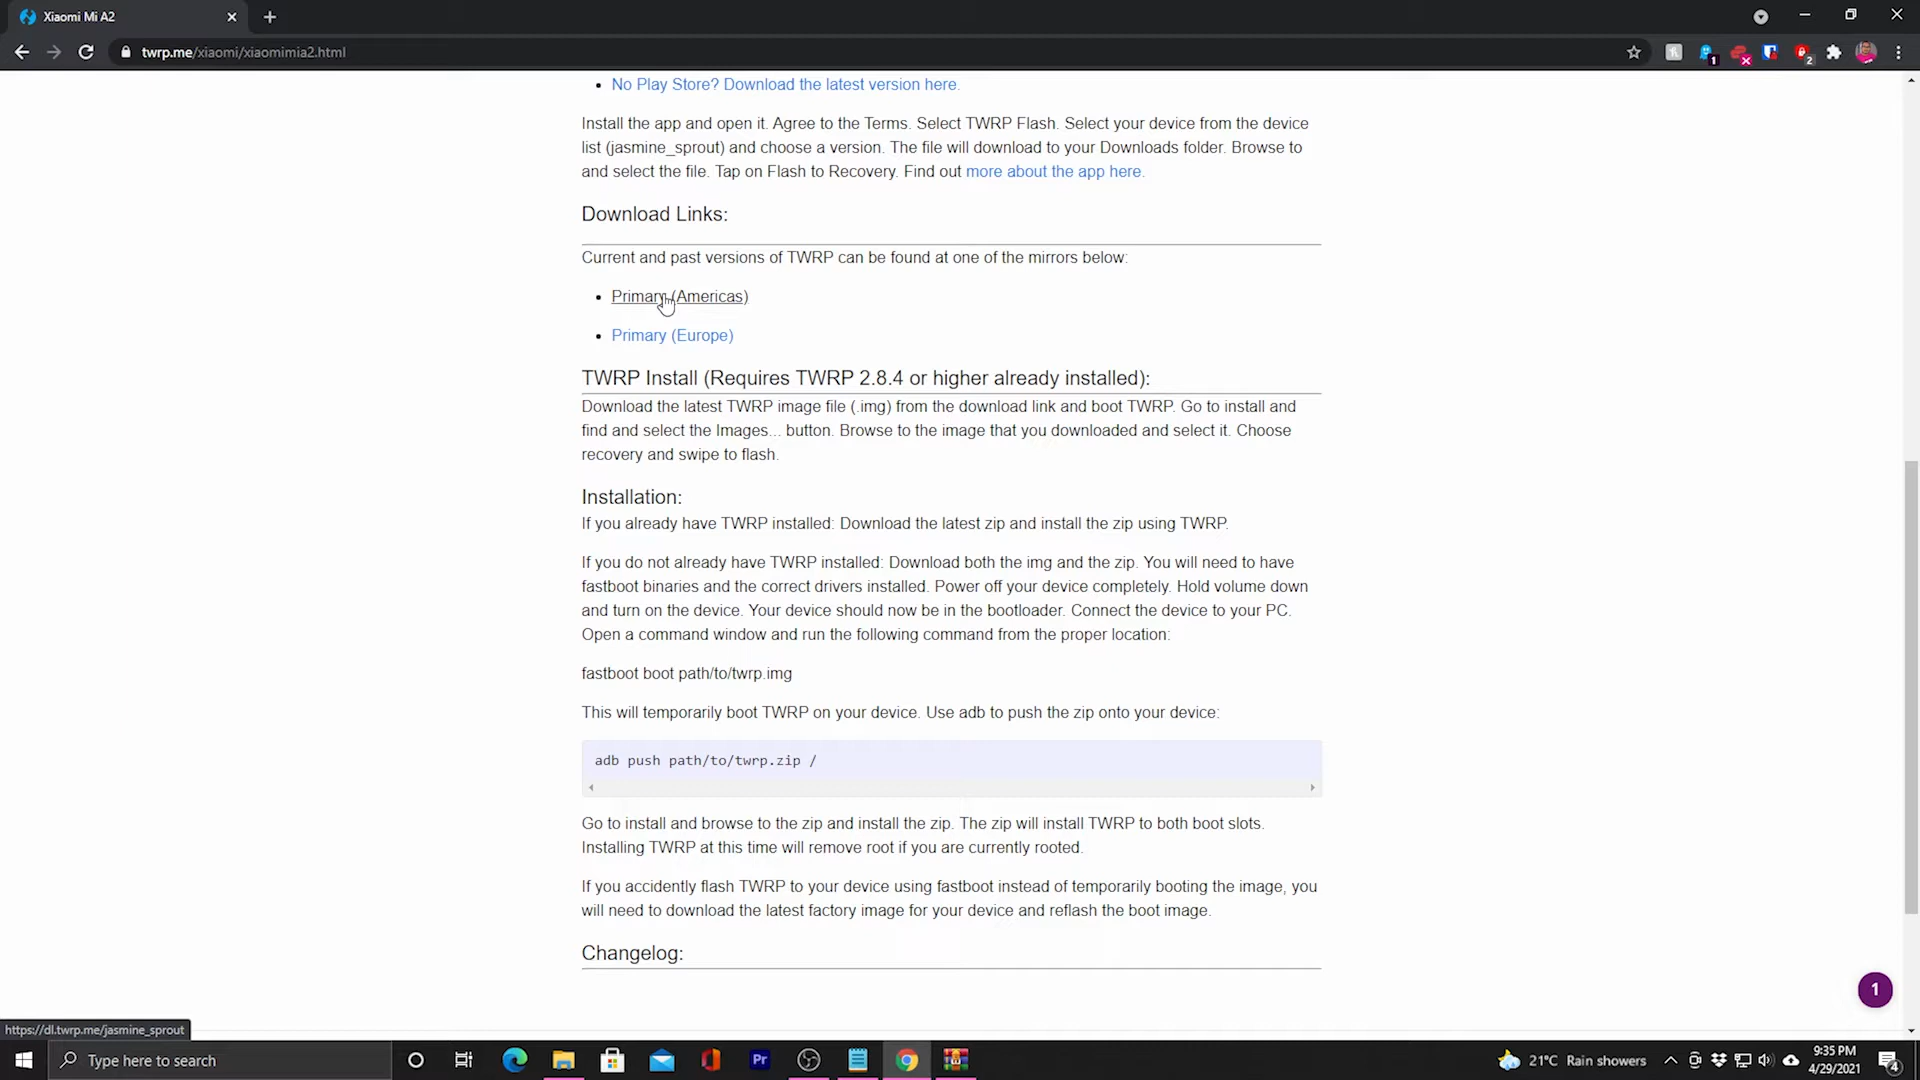 Xiaomi Mi A2
twrp.me/xiaomi/xiaomimia2.html
1
2
No Play Store? Download the latest version here.
Install the app and open it. Agree to the Terms. Select TWRP Flash. Select your device from the device
list (jasmine_sprout) and choose a version. The file will download to your Downloads folder. Browse to
and select the file. Tap on Flash to Recovery. Find out more about the app here.
Download Links:
Current and past versions of TWRP can be found at one of the mirrors below:
Primary (Americas)
Primary (Europe)
TWRP Install (Requires TWRP 2.8.4 or higher already installed):
Download the latest TWRP image file (.img) from the download link and boot TWRP. Go to install and
find and select the Images... button. Browse to the image that you downloaded and select it. Choose
recovery and swipe to flash.
Installation:
If you already have TWRP installed: Download the latest zip and install the zip using TWRP.
If you do not already have TWRP installed: Download both the img and the zip. You will need to have
fastboot binaries and the correct drivers installed. Power off your device completely. Hold volume down
and turn on the device. Your device should now be in the bootloader. Connect the device to your PC.
Open a command window and run the following command from the proper location:
fastboot boot path/to/twrp.img
This will temporarily boot TWRP on your device. Use adb to push the zip onto your device:
adb push path/to/twrp.zip /
Go to install and browse to the zip and install the zip. The zip will install TWRP to both boot slots.
Installing TWRP at this time will remove root if you are currently rooted.
If you accidently flash TWRP to your device using fastboot instead of temporarily booting the image, you
will need to download the latest factory image for your device and reflash the boot image.
Changelog:
1
https://dl.twrp.me/jasmine_sprout
Type here to search
Pr
21°C Rain showers
9:35 PM
4/29/2021
4